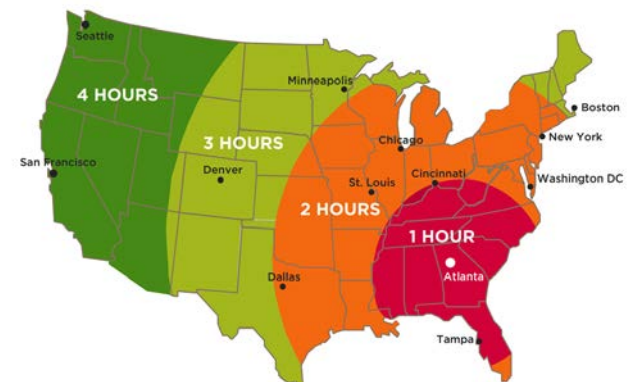 Seattle
Minneapolis
4 HOURS
Boston
New York
3 HOURS
Chicago
San Francisco
Denver
Cincinnati
Washington DC
St. Louis
2 HOURS
1 HOUR
Dallas
Atlanta
Tampa